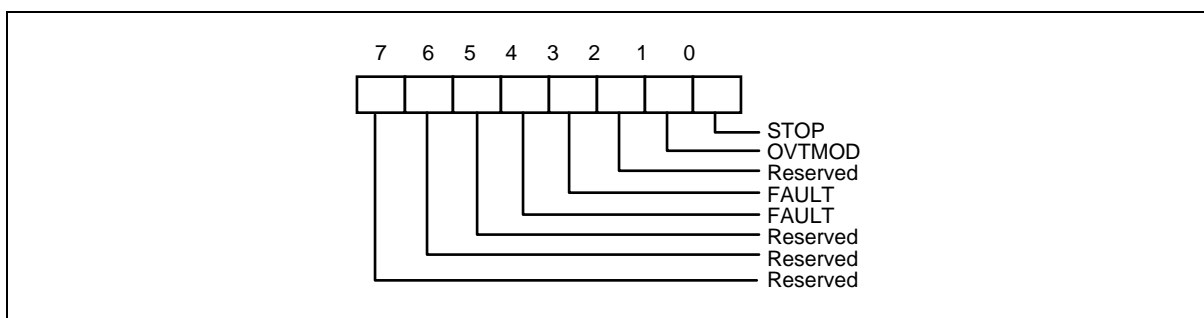 7 6 5 4 3 2 1 0
STOP
OVTMOD
Reserved
FAULT
FAULT
Reserved
Reserved
Reserved